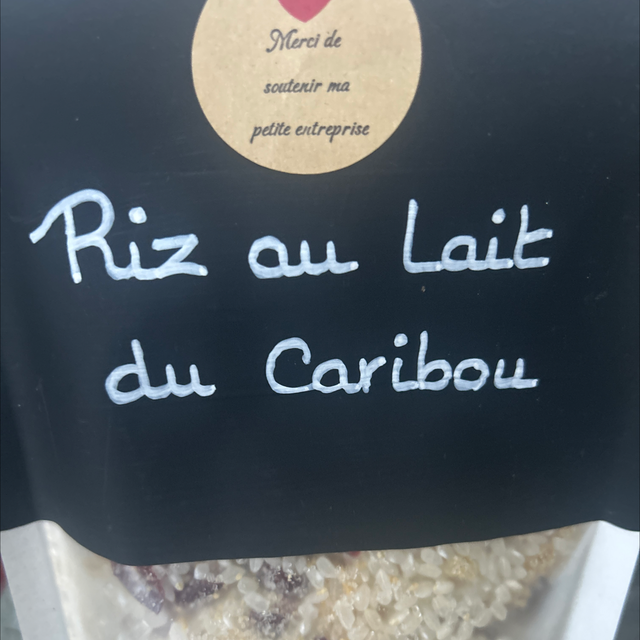 Merci de
soutenir ma
petite entreprise
Riz au Lait
du Caribou